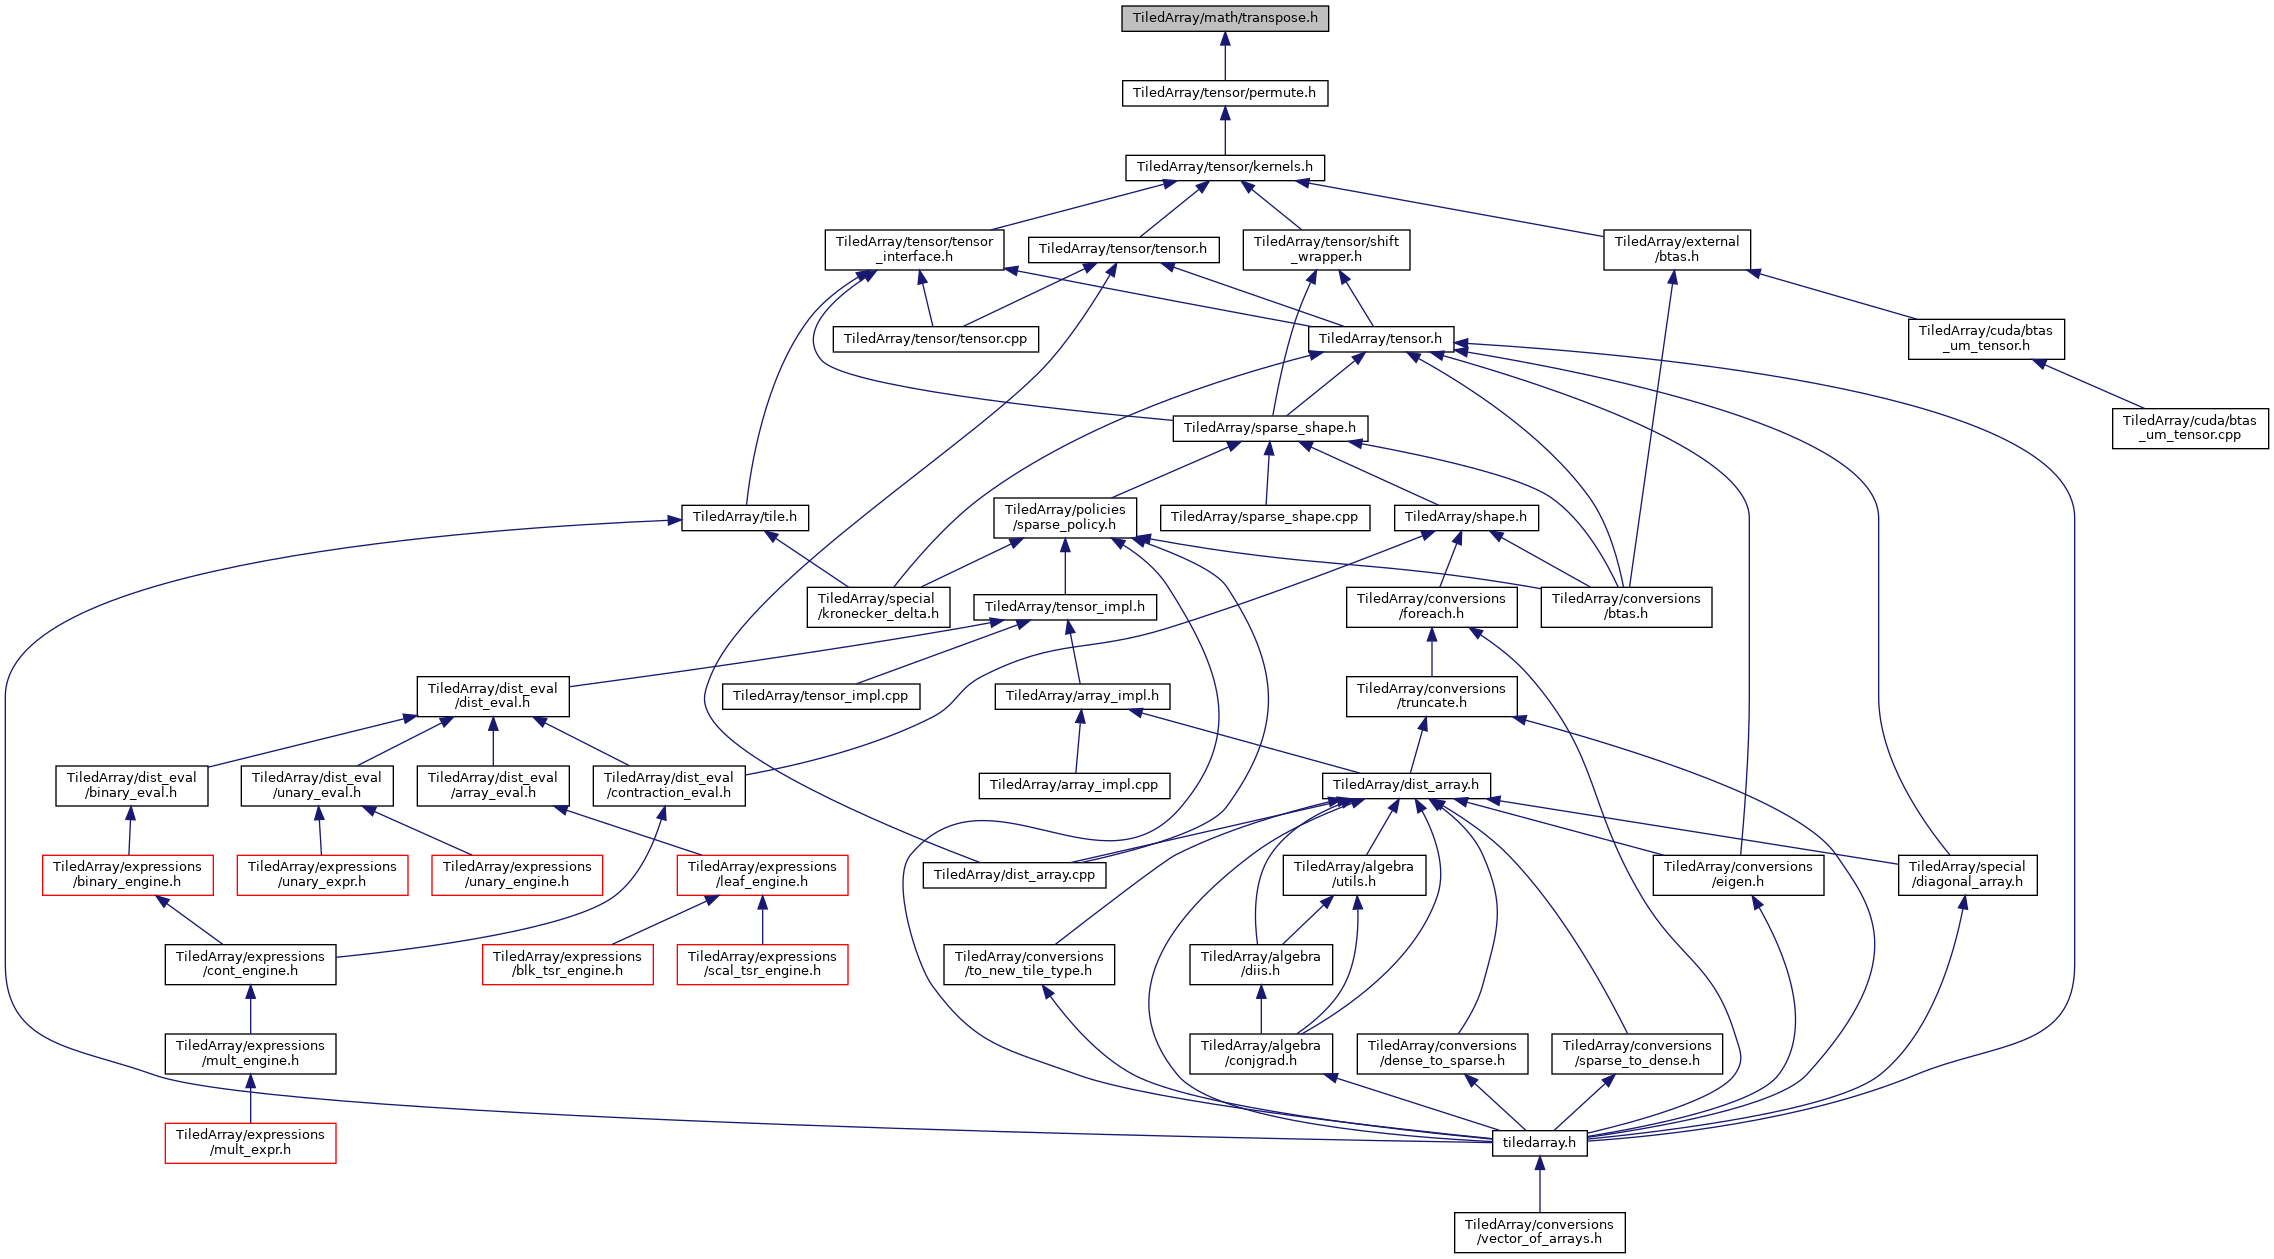 TiledArray/math/transpose.h
TiledArray/tensor/permute.h
TiledArray/tensor/kernels.h
TiledArray/tensor/tensor
_interface.h
TiledArray/tensor/tensor.h
TiledArray/tensor/shift
_wrapper.h
TiledArray/external
/btas.h
TiledArray/tensor/tensor.cpp
TiledArray/tensor.h
TiledArray/cuda/btas
_um_tensor.h
TiledArray/sparse_shape.h
TiledArray/cuda/btas
_um_tensor.cpp
TiledArray/tile.h
TiledArray/policies
/sparse_policy.h
TiledArray/sparse_shape.cpp
TiledArray/shape.h
TiledArray/special
/kronecker_delta.h
TiledArray/tensor_impl.h
TiledArray/conversions
/foreach.h
TiledArray/conversions
/btas.h
TiledArray/dist_eval
/dist_eval.h
TiledArray/tensor_impl.cpp
TiledArray/array_impl.h
TiledArray/conversions
/truncate.h
TiledArray/dist_eval
/binary_eval.h
TiledArray/dist_eval
/unary_eval.h
TiledArray/dist_eval
/array_eval.h
TiledArray/dist_eval
/contraction_eval.h
TiledArray/array_impl.cpp
TiledArray/dist_array.h
TiledArray/expressions
/binary_engine.h
TiledArray/expressions
/unary_expr.h
TiledArray/expressions
/unary_engine.h
TiledArray/expressions
/leaf_engine.h
TiledArray/dist_array.cpp
TiledArray/algebra
/utils.h
TiledArray/conversions
/eigen.h
TiledArray/special
/diagonal_array.h
TiledArray/expressions
/cont_engine.h
TiledArray/expressions
/blk_tsr_engine.h
TiledArray/expressions
/scal_tsr_engine.h
TiledArray/conversions
/to_new_tile_type.h
TiledArray/algebra
/diis.h
TiledArray/expressions
/mult_engine.h
TiledArray/algebra
/conjgrad.h
TiledArray/conversions
/dense_to_sparse.h
TiledArray/conversions
/sparse_to_dense.h
TiledArray/expressions
/mult_expr.h
tiledarray.h
TiledArray/conversions
/vector_of_arrays.h